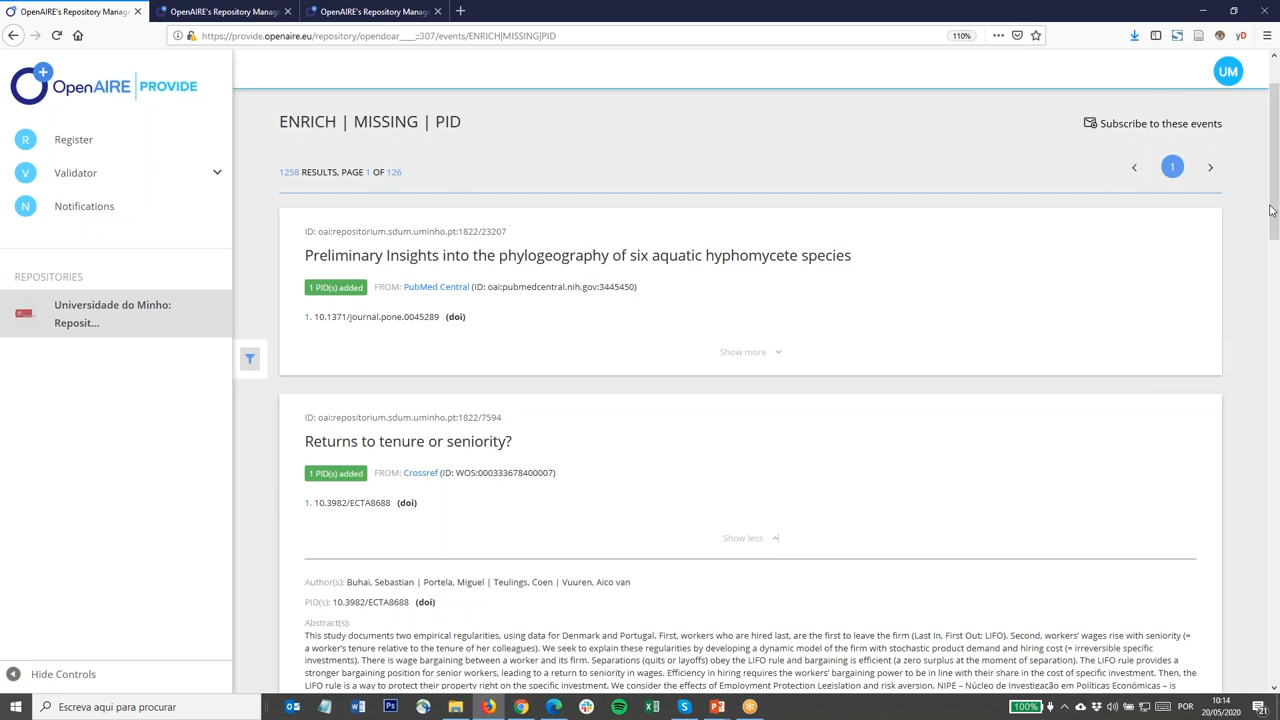 OpenAIRE's Repository Manag
OpenAIRE's Repository Manag
OpenAIRE's Repository Manag
https://provide.openaire.eu/repository/opendoar____::307/events/ENRICH|MISSING|PID
110%
yD
OpenAIRE PROVIDE
UM
R Register
V Validator
N Notifications
REPOSITORIES
Universidade do Minho:
Reposit...
Hide Controls
ENRICH | MISSING | PID
Subscribe to these events
1258 RESULTS, PAGE 1 OF 126
1
ID: oai:repositorium.sdum.uminho.pt:1822/23207
Preliminary Insights into the phylogeography of six aquatic hyphomycete species
1 PID(s) added FROM: PubMed Central (ID: oai:pubmedcentral.nih.gov:3445450)
1. 10.1371/journal.pone.0045289 (doi)
Show more
ID: oai:repositorium.sdum.uminho.pt:1822/7594
Returns to tenure or seniority?
1 PID(s) added FROM: Crossref (ID: WOS:000333678400007)
1. 10.3982/ECTA8688 (doi)
Show less
Author(s): Buhai, Sebastian | Portela, Miguel | Teulings, Coen | Vuuren, Aico van
PID(s): 10.3982/ECTA8688 (doi)
Abstract(s):
This study documents two empirical regularities, using data for Denmark and Portugal. First, workers who are hired last, are the first to leave the firm (Last In, First Out: LIFO). Second, workers' wages rise with seniority (=
a worker's tenure relative to the tenure of her colleagues). We seek to explain these regularities by developing a dynamic model of the firm with stochastic product demand and hiring cost (= irreversible specific
investments). There is wage bargaining between a worker and its firm. Separations (quits or layoffs) obey the LIFO rule and bargaining is efficient (a zero surplus at the moment of separation). The LIFO rule provides a
stronger bargaining position for senior workers, leading to a return to seniority in wages. Efficiency in hiring requires the workers' bargaining power to be in line with their share in the cost of specific investment. Then, the
LIFO rule is a way to protect their property right on the specific investment. We consider the effects of Employment Protection Legislation and risk aversion. NIPE – Núcleo de Investigação em Políticas Económicas – is
Escreva aqui para procurar
100%
POR
10:14
20/05/2020
21